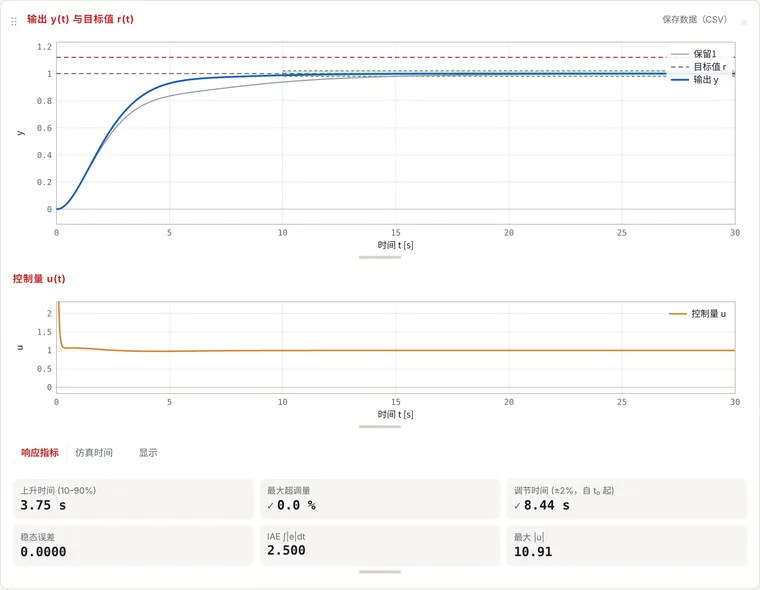 输出 y(t) 与目标值 r(t)
保存数据（CSV）
×
保留1
目标值 r
输出 y
1.2
1
0.8
0.6
0.4
0.2
0
y
0 5 10 15 20 25 30
时间 t [s]
控制量 u(t)
控制量 u
2
1.5
1
0.5
0
u
0 5 10 15 20 25 30
时间 t [s]
响应指标 仿真时间 显示
上升时间 (10–90%)
3.75 s
最大超调量
✓ 0.0 %
调节时间 (±2%，自 t₀ 起)
✓ 8.44 s
稳态误差
0.0000
IAE ∫|e|dt
2.500
最大 |u|
10.91